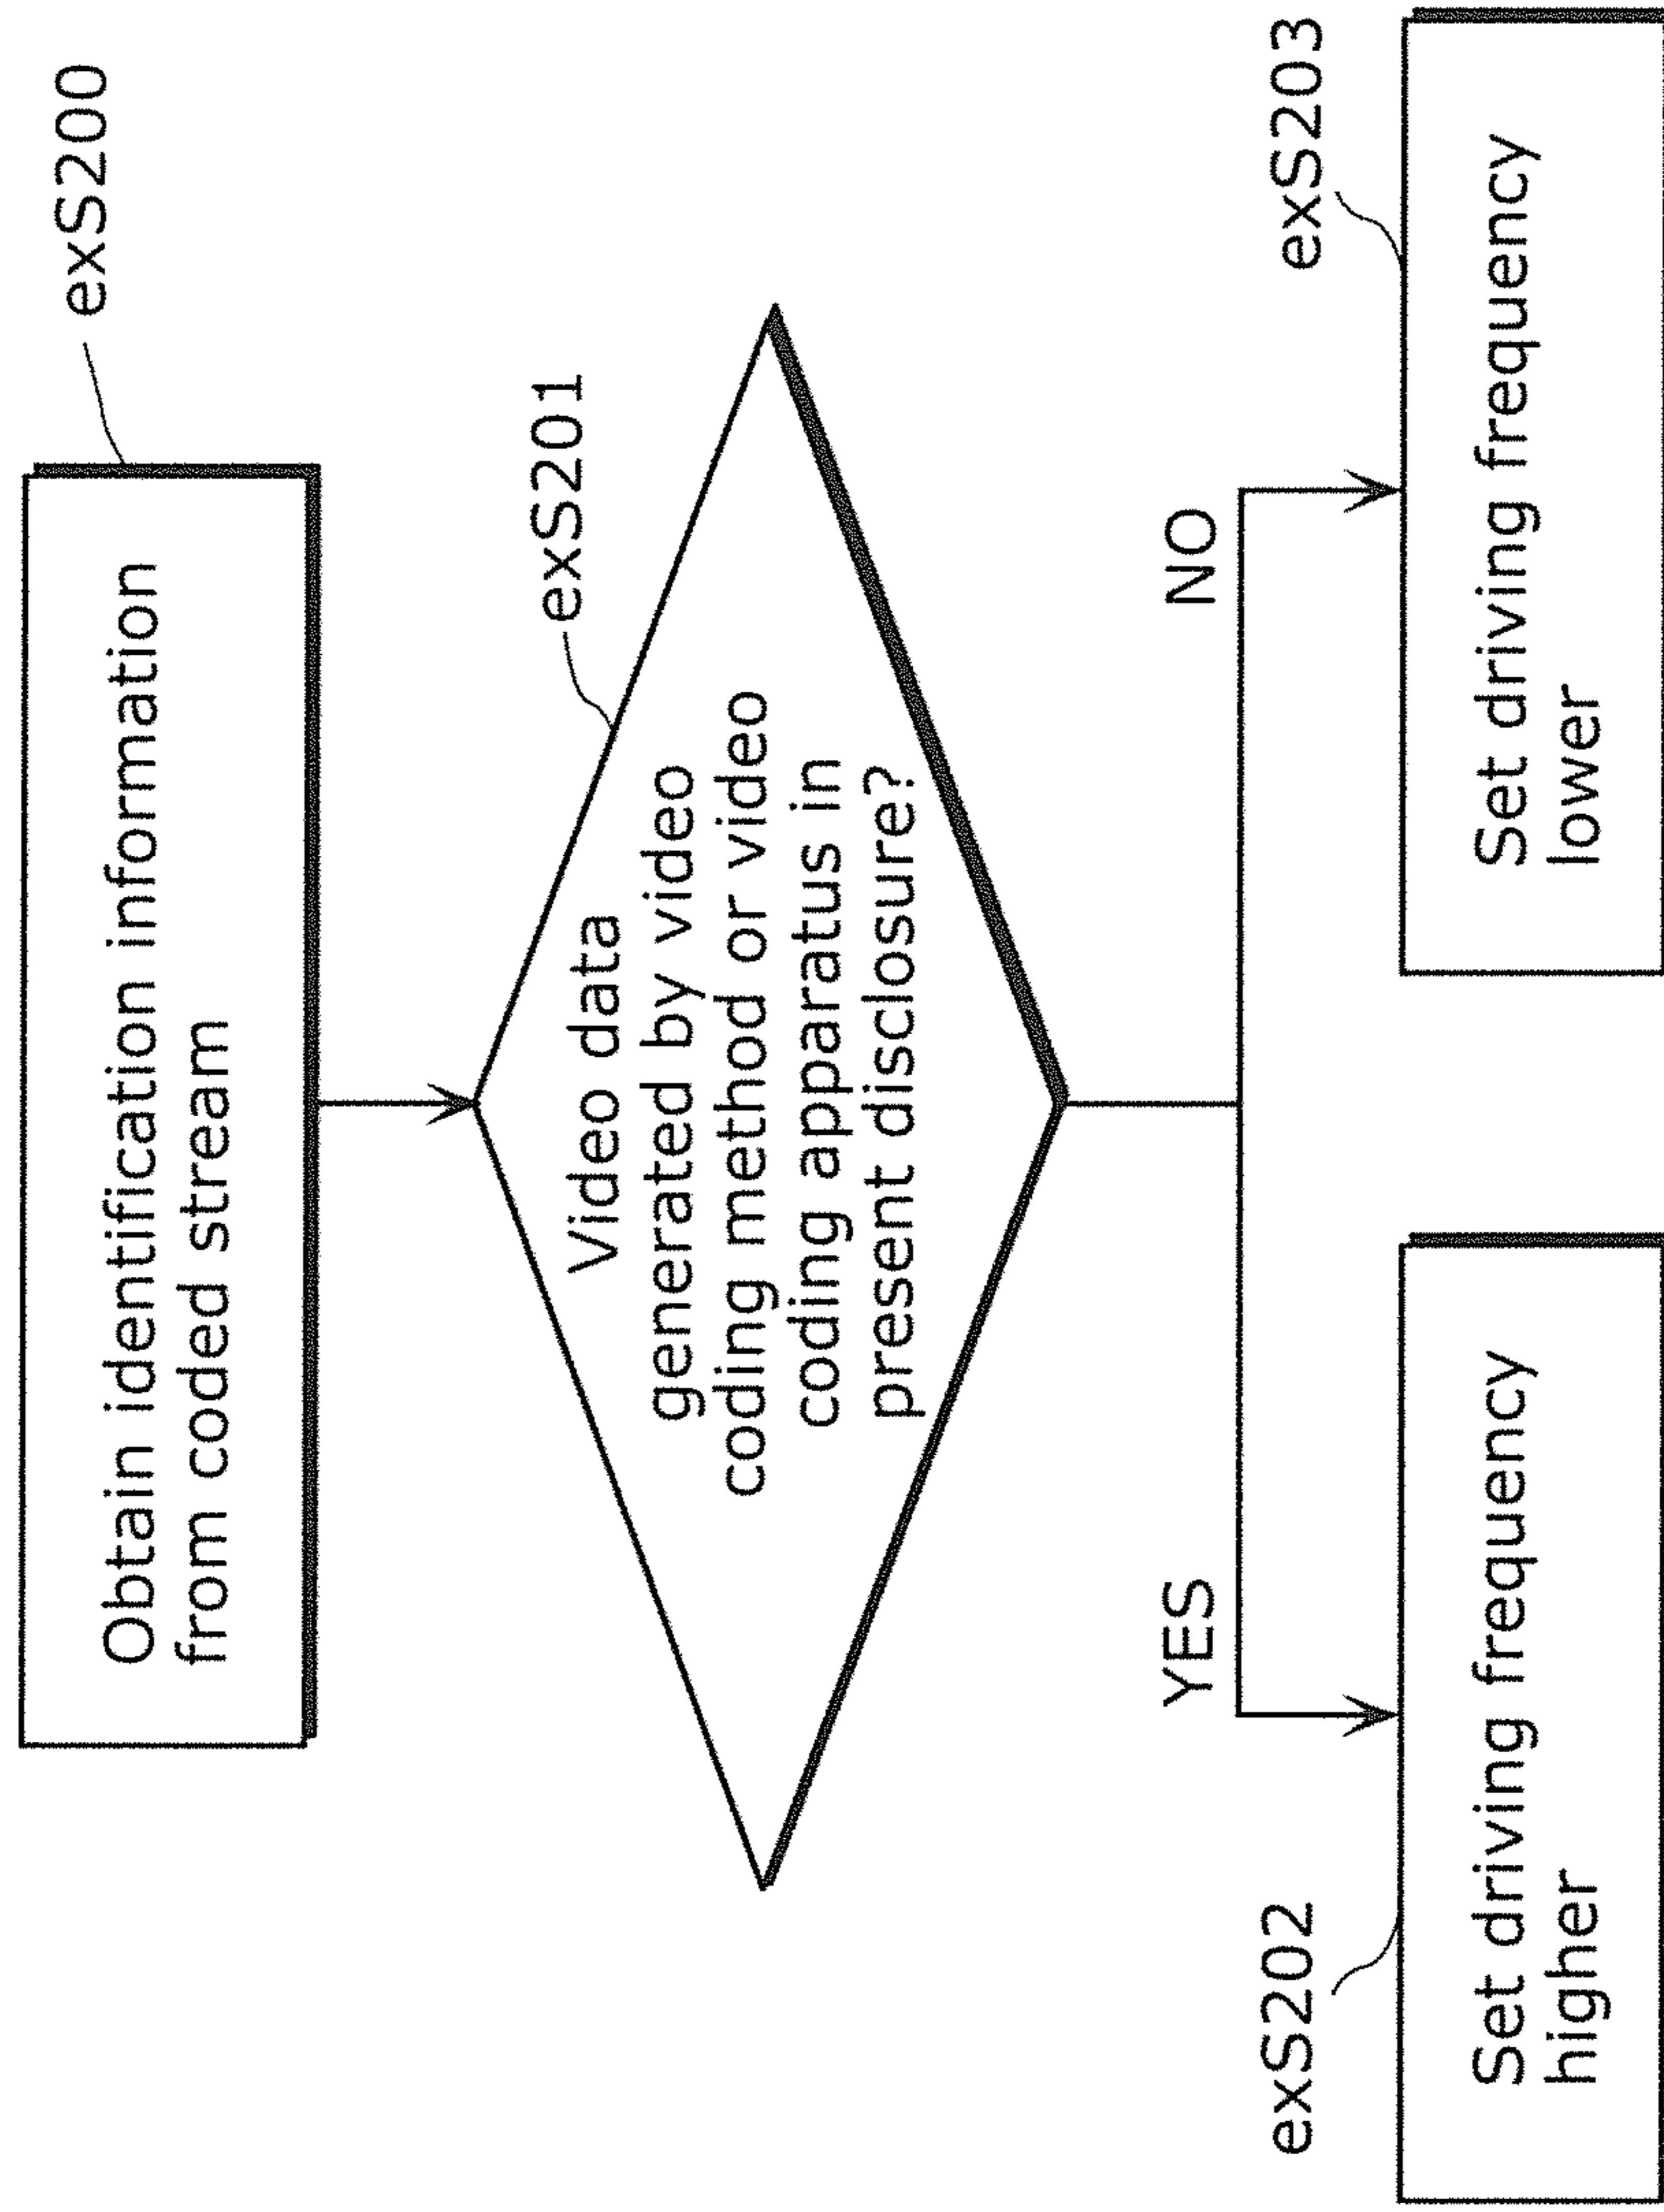 exS200
Obtain identification information
from coded stream
exS201
Video data
generated by video
coding method or video
coding apparatus in
present disclosure?
YES
NO
exS202
exS203
Set driving frequency
higher
Set driving frequency
lower